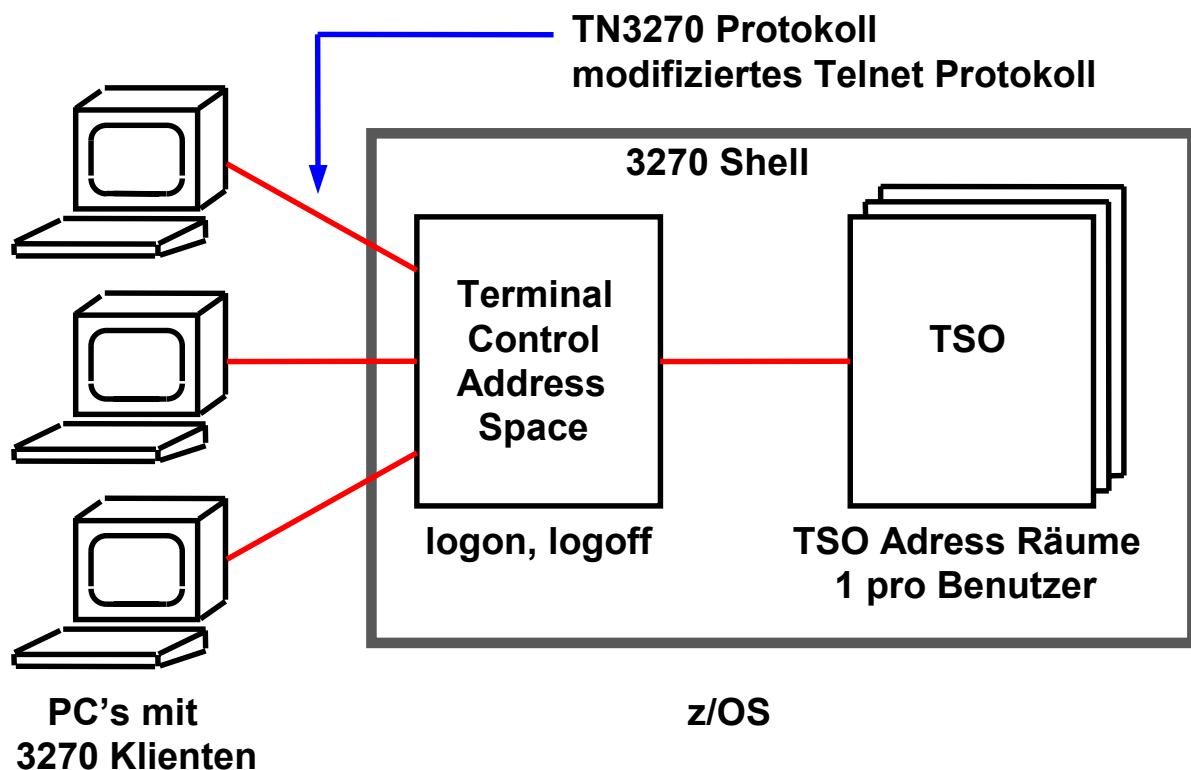 TN3270 Protokoll
modifiziertes Telnet Protokoll
3270 Shell
Terminal
Control
Address
Space
TSO
logon, logoff
TSO Adress Räume
1 pro Benutzer
PC’s mit
3270 Klienten
z/OS